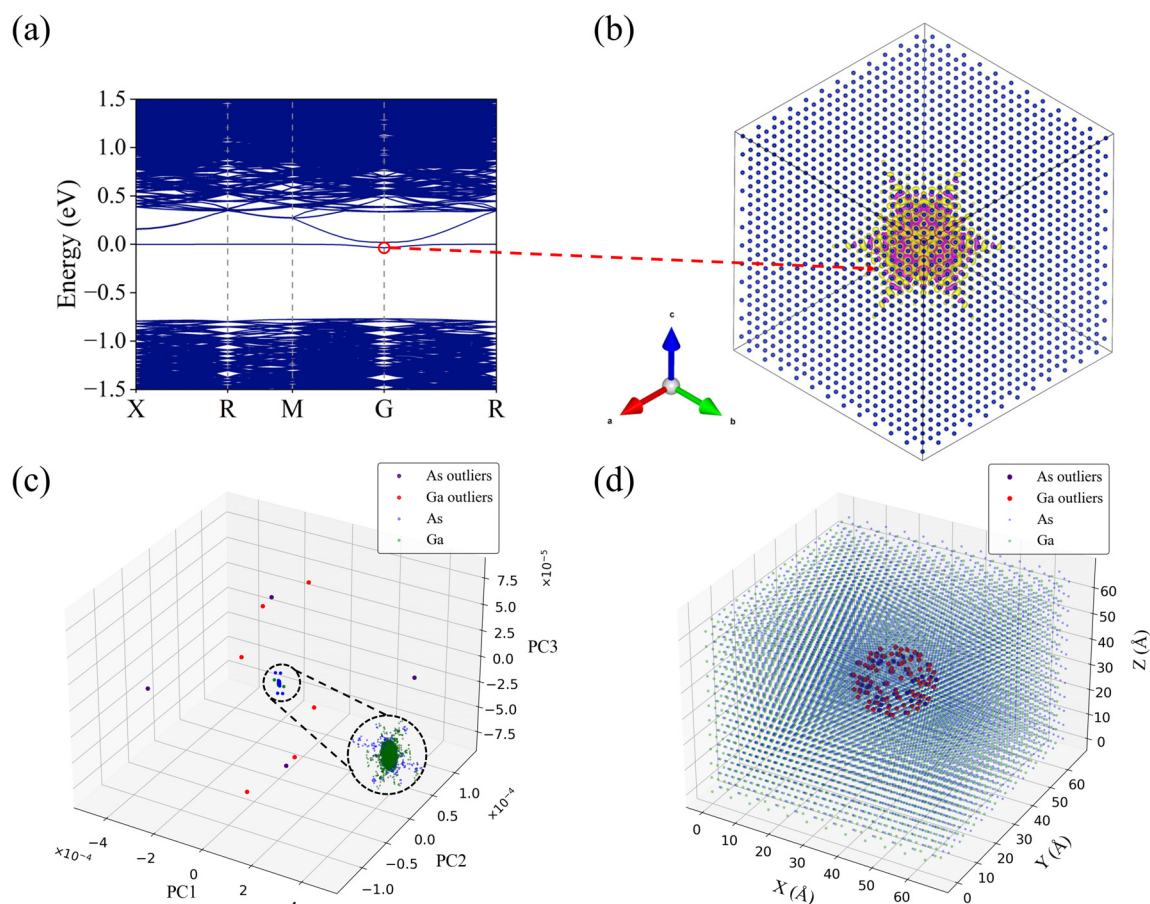 (a)
1.5
1.0
0.5
0.0
−0.5
−1.0
−1.5
Energy (eV)
X R M G R
(b)
c
a
b
(c)
As outliers
Ga outliers
As
Ga
×10⁻⁵
7.5
5.0
2.5
0.0
−2.5
−5.0
−7.5
PC3
1.0
0.5
0.0
−0.5
−1.0
×10⁻⁴
PC2
−4
−2
0
2
×10⁻⁴
PC1
(d)
As outliers
Ga outliers
As
Ga
60
50
40
30
20
10
0
Z (Å)
60
50
40
30
20
10
0
Y (Å)
0 10 20 30 40 50 60
X (Å)